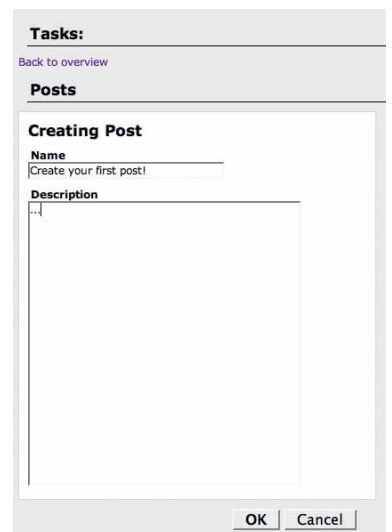 Tasks:
Back to overview
Posts
Creating Post
Name
Create your first post!
Description
...
OK Cancel